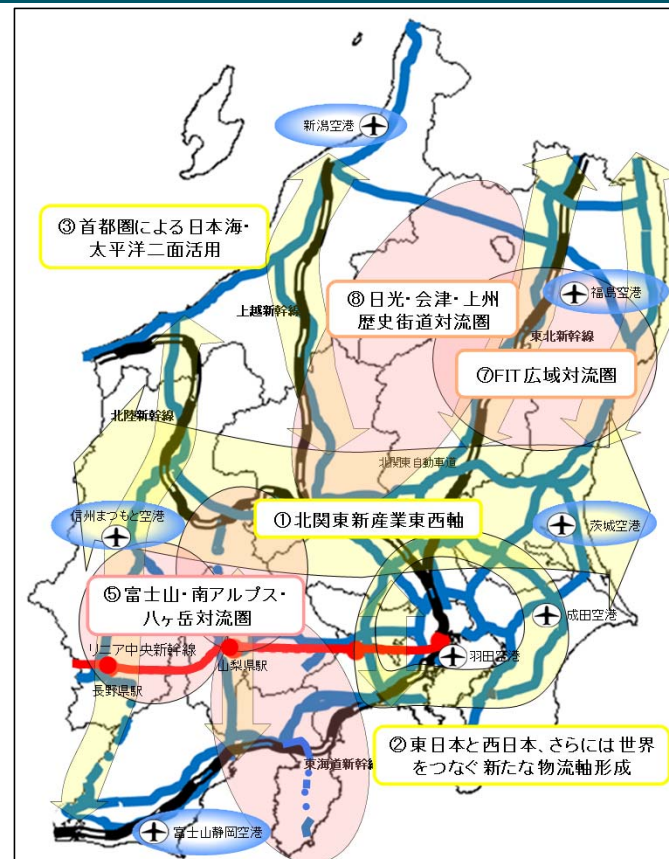 新潟空港
③首都圏による日本海・
太平洋二面活用
⑧日光・会津・上州
歴史街道対流圏
福島空港
上越新幹線
東北新幹線
⑦FIT広域対流圏
北陸新幹線
北関東自動車道
信州まつもと空港
①北関東新産業東西軸
茨城空港
⑤富士山・南アルプス・
八ヶ岳対流圏
成田空港
リニア中央新幹線
山梨県駅
羽田空港
長野県駅
②東日本と西日本、さらには世界
をつなぐ新たな物流軸形成
東海道新幹線
富士山静岡空港